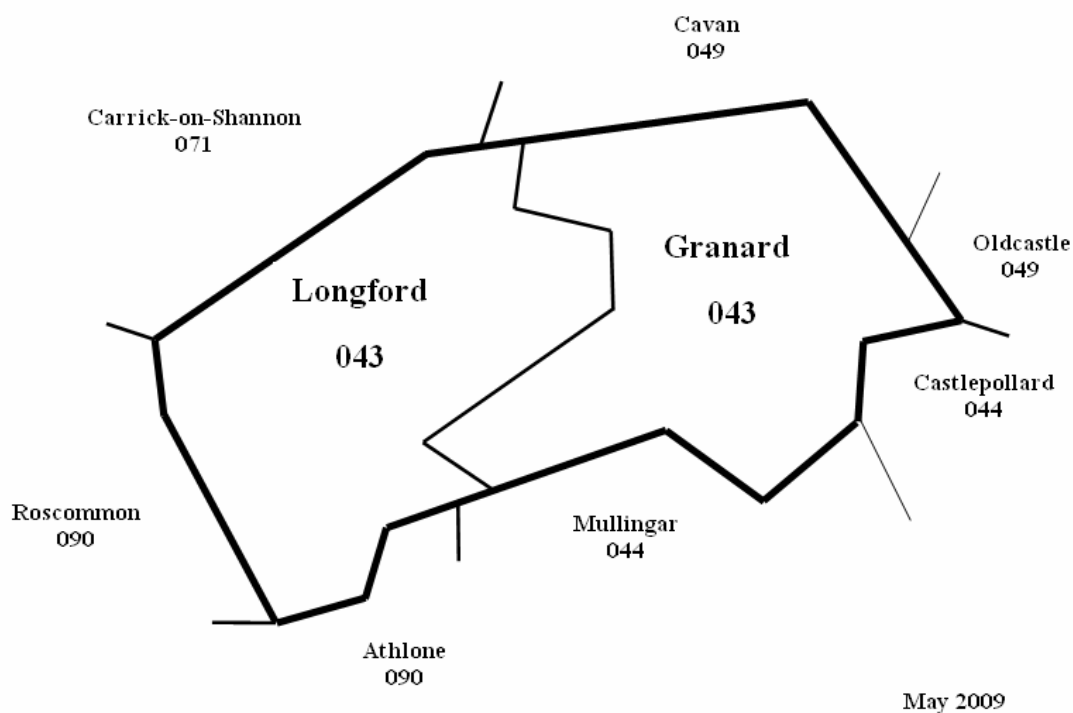 Cavan
049
Carrick-on-Shannon
071
Granard
043
Oldcastle
049
Longford
043
Castlepollard
044
Roscommon
090
Mullingar
044
Athlone
090
May 2009